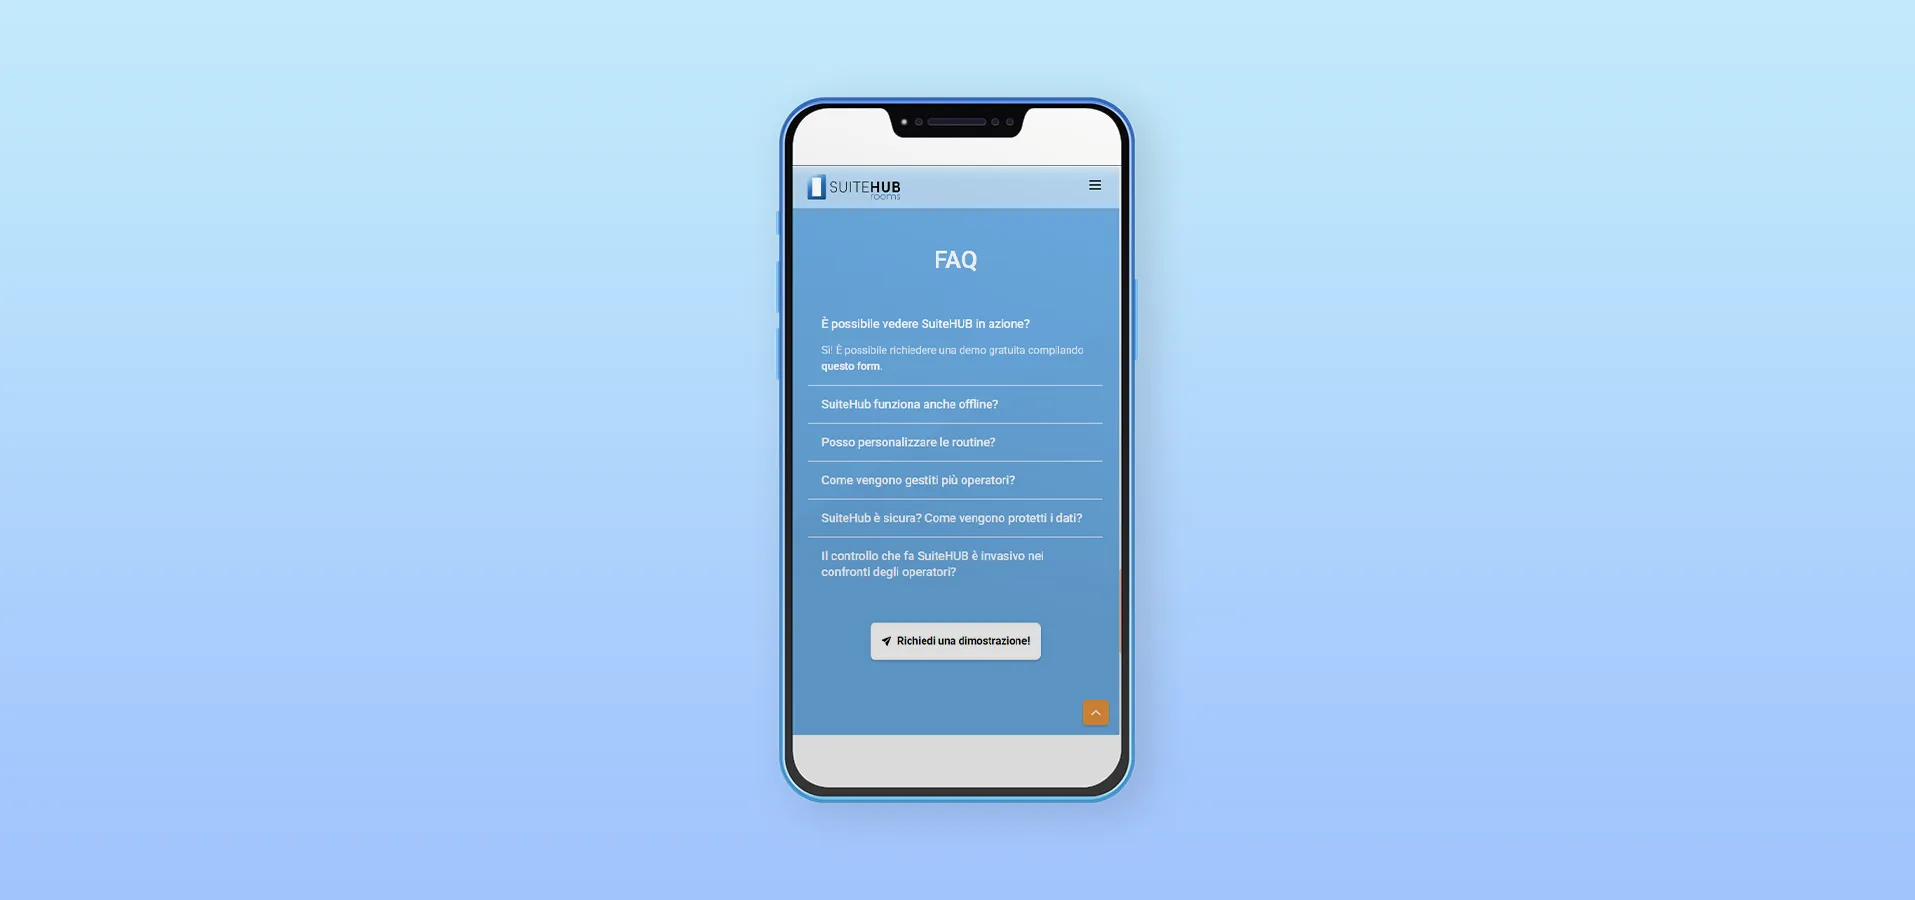 SUITEHUB
rooms
FAQ
È possibile vedere SuiteHUB in azione?
Sì! È possibile richiedere una demo gratuita compilando
questo form.
SuiteHub funziona anche offline?
Posso personalizzare le routine?
Come vengono gestiti più operatori?
SuiteHub è sicura? Come vengono protetti i dati?
Il controllo che fa SuiteHUB è invasivo nei
confronti degli operatori?
Richiedi una dimostrazione!